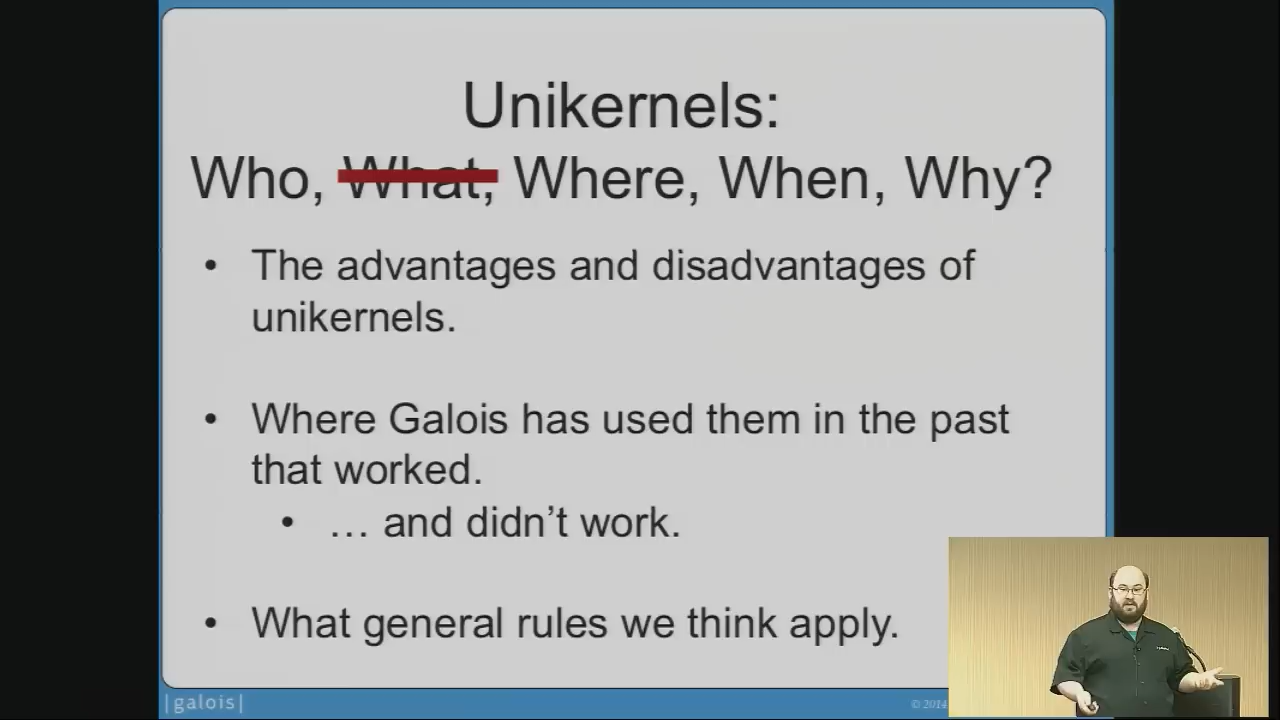 Unikernels:
Who, What, Where, When, Why?
• The advantages and disadvantages of
unikernels.
• Where Galois has used them in the past
that worked.
• … and didn’t work.
• What general rules we think apply.
|galois|
© 2014